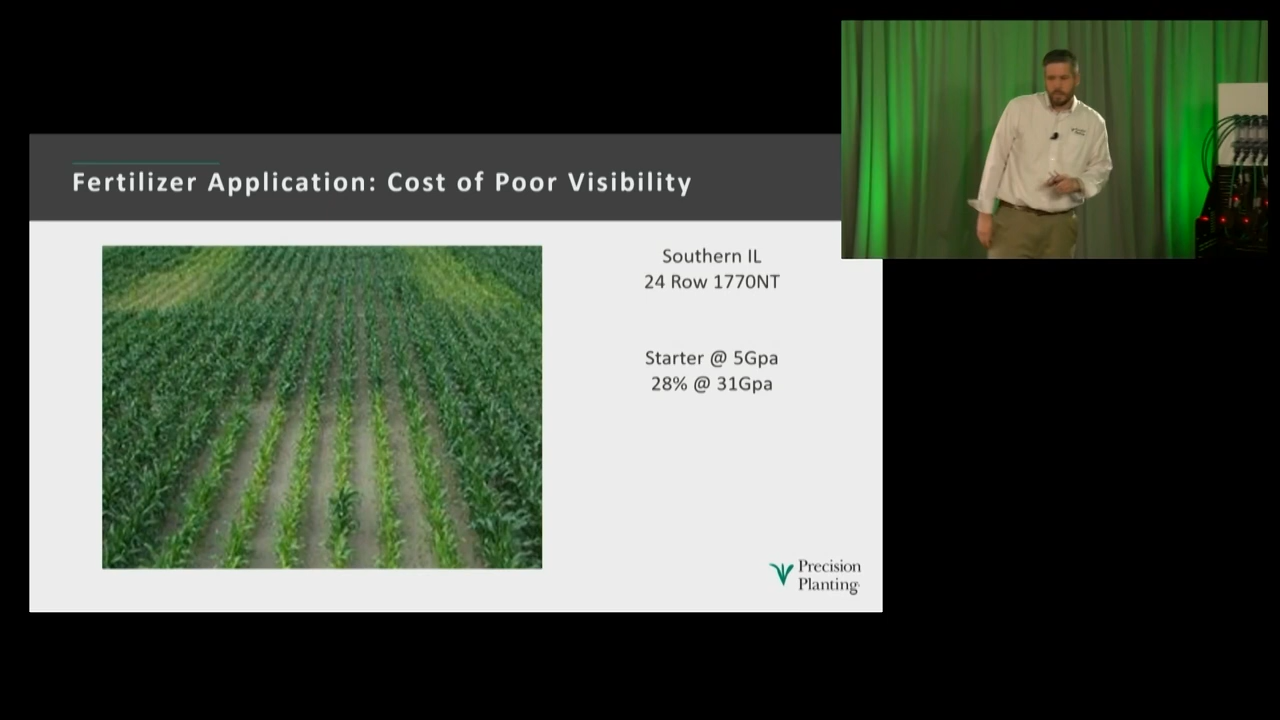 Fertilizer Application: Cost of Poor Visibility
Southern IL
24 Row 1770NT
Starter @ 5Gpa
28% @ 31Gpa
Precision
Planting